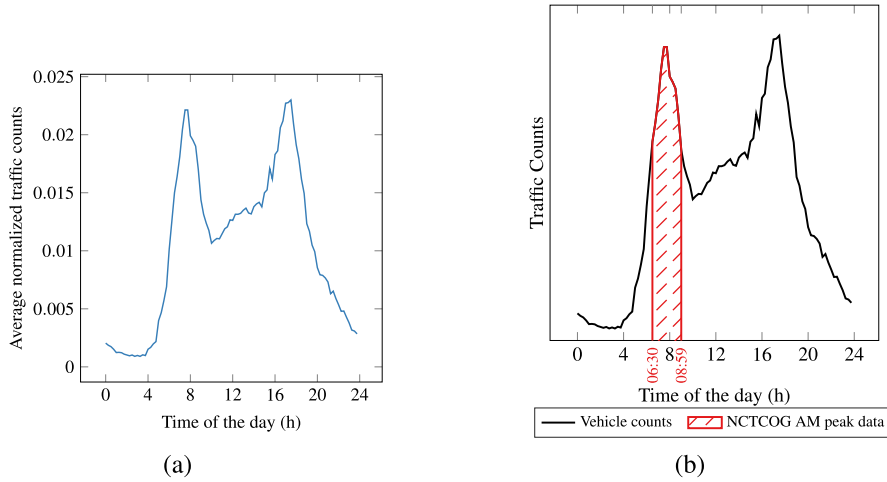 0.025
0.02
0.015
0.01
0.005
0
Average normalized traffic counts
0 4 8 12 16 20 24
Time of the day (h)
(a)
Traffic Counts
0 4 8 12 16 20 24
06:30
08:59
Time of the day (h)
Vehicle counts NCTCOG AM peak data
(b)